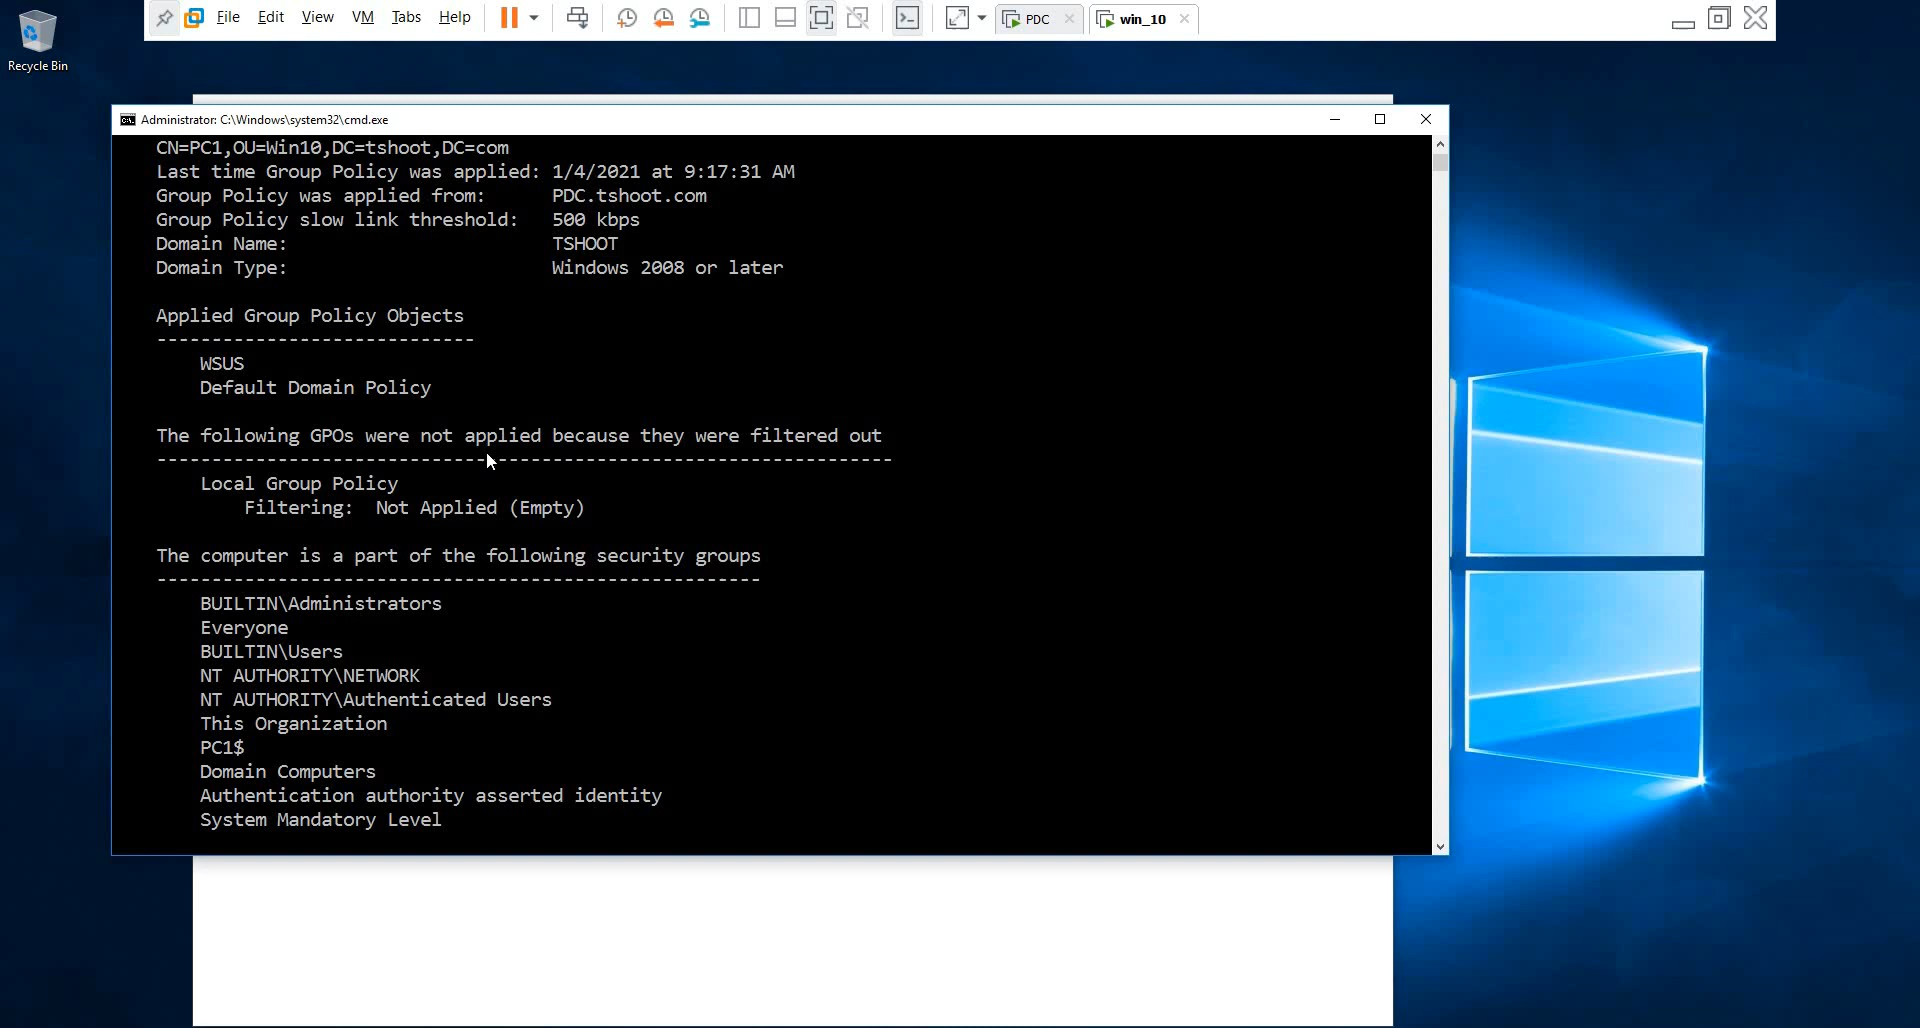 File Edit View VM Tabs Help PDC win_10
Recycle Bin
Administrator: C:\Windows\system32\cmd.exe
CN=PC1,OU=Win10,DC=tshoot,DC=com
Last time Group Policy was applied: 1/4/2021 at 9:17:31 AM
Group Policy was applied from: PDC.tshoot.com
Group Policy slow link threshold: 500 kbps
Domain Name: TSHOOT
Domain Type: Windows 2008 or later
Applied Group Policy Objects
-----------------------------
WSUS
Default Domain Policy
The following GPOs were not applied because they were filtered out
-------------------------------------------------------------------
Local Group Policy
Filtering: Not Applied (Empty)
The computer is a part of the following security groups
-------------------------------------------------------
BUILTIN\Administrators
Everyone
BUILTIN\Users
NT AUTHORITY\NETWORK
NT AUTHORITY\Authenticated Users
This Organization
PC1$
Domain Computers
Authentication authority asserted identity
System Mandatory Level